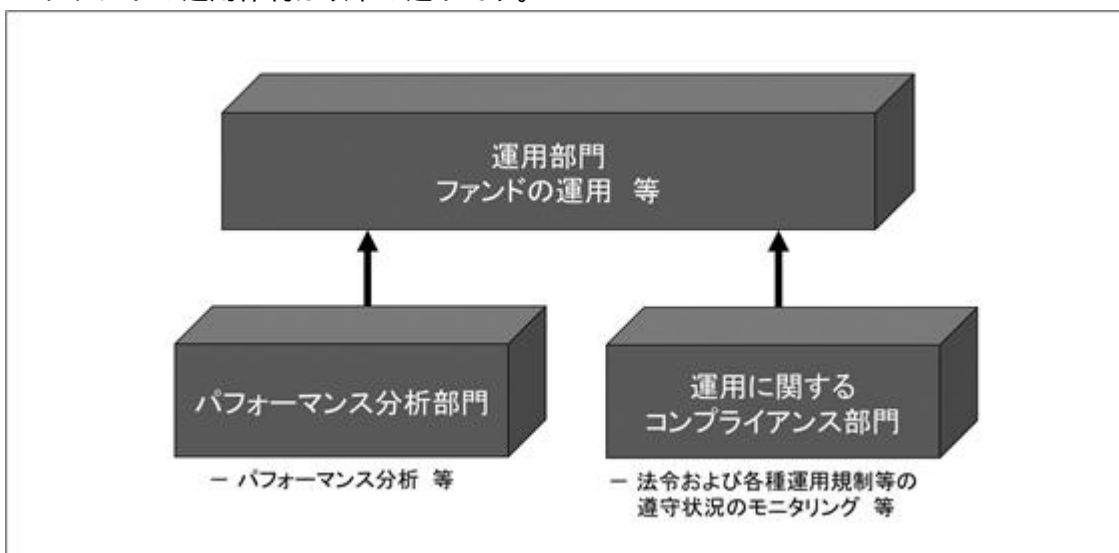 運用部門
ファンドの運用 等
パフォーマンス分析部門
－ パフォーマンス分析 等
運用に関する
コンプライアンス部門
－ 法令および各種運用規制等の
遵守状況のモニタリング 等